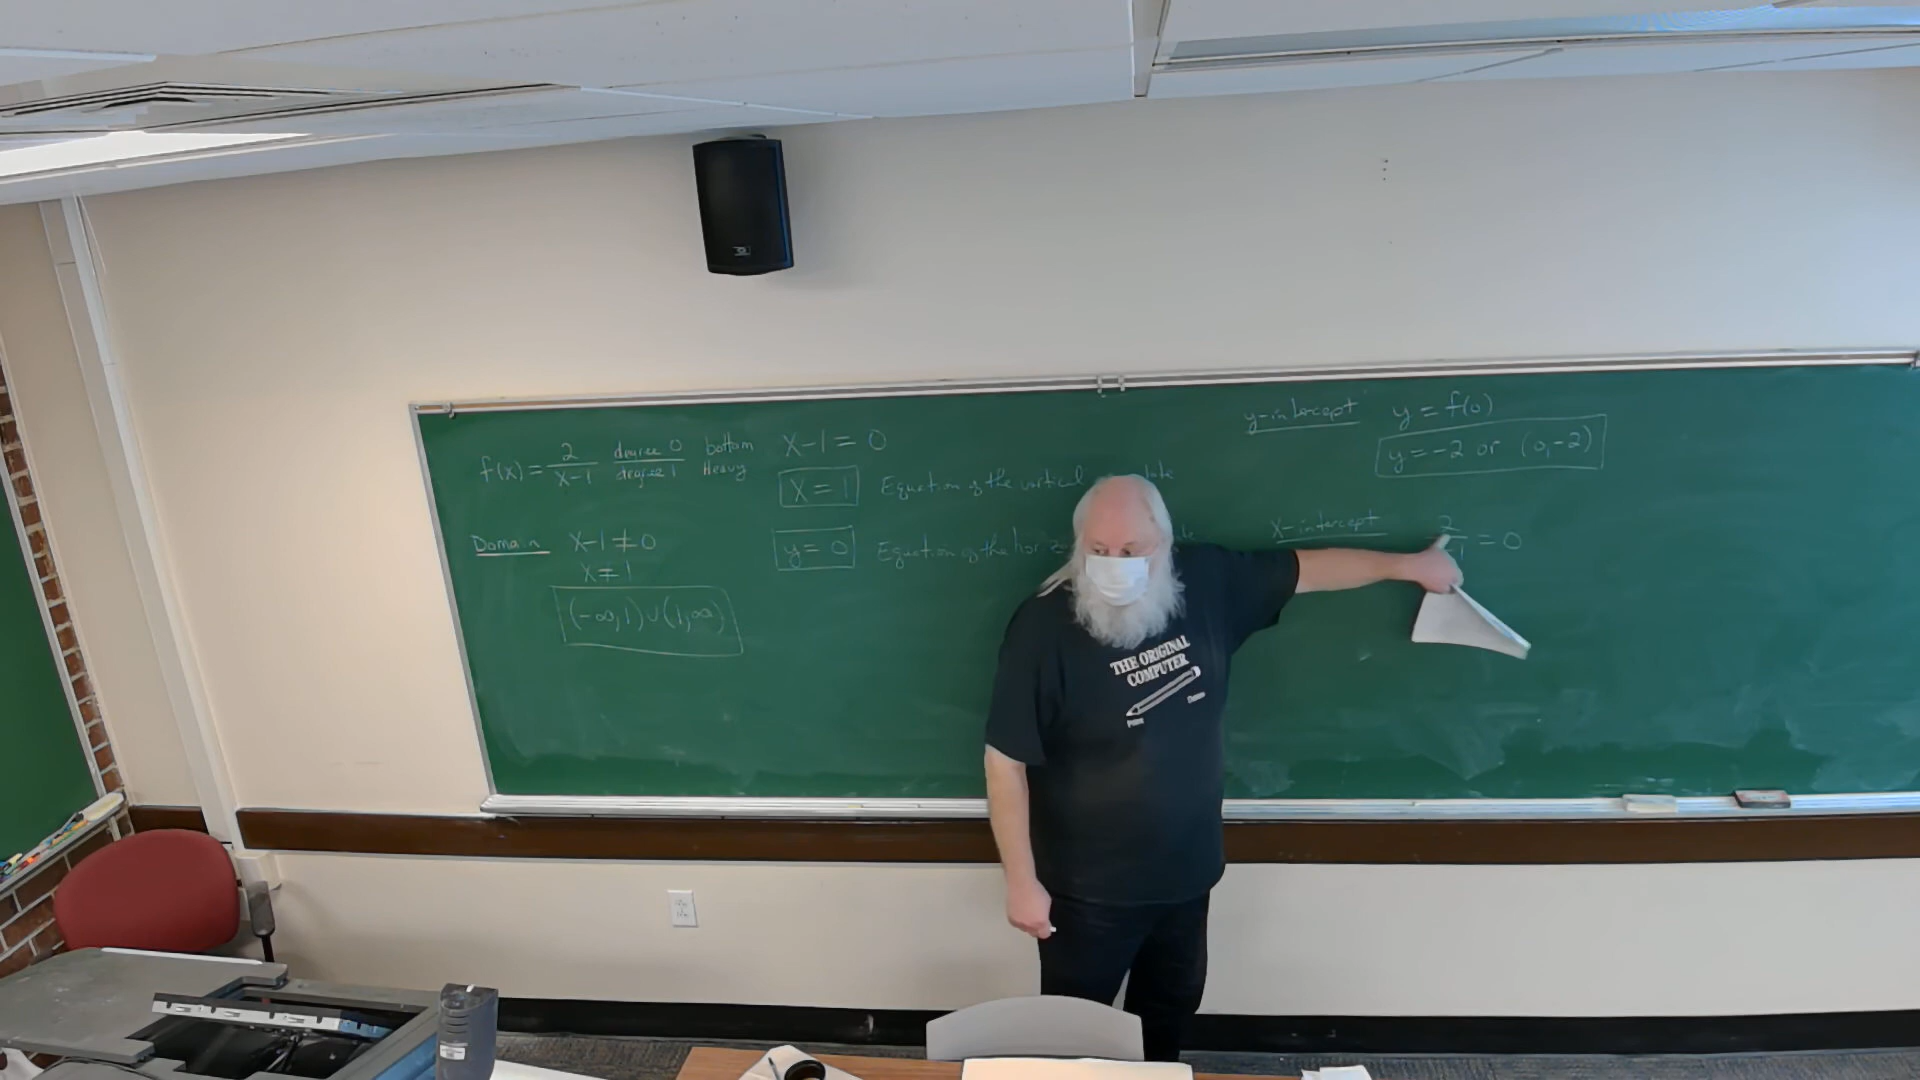 f(x) = 2/(x-1) degree 0/degree 1 bottom Heavy
Domain x-1 ≠ 0
x ≠ 1
(-∞, 1) ∪ (1, ∞)
x-1 = 0
x = 1 Equation of the vertical
y = 0 Equation of the
y-intercept y = f(0)
y = -2 or (0, -2)
x-intercept 2 = 0
THE ORIGINAL
COMPUTER